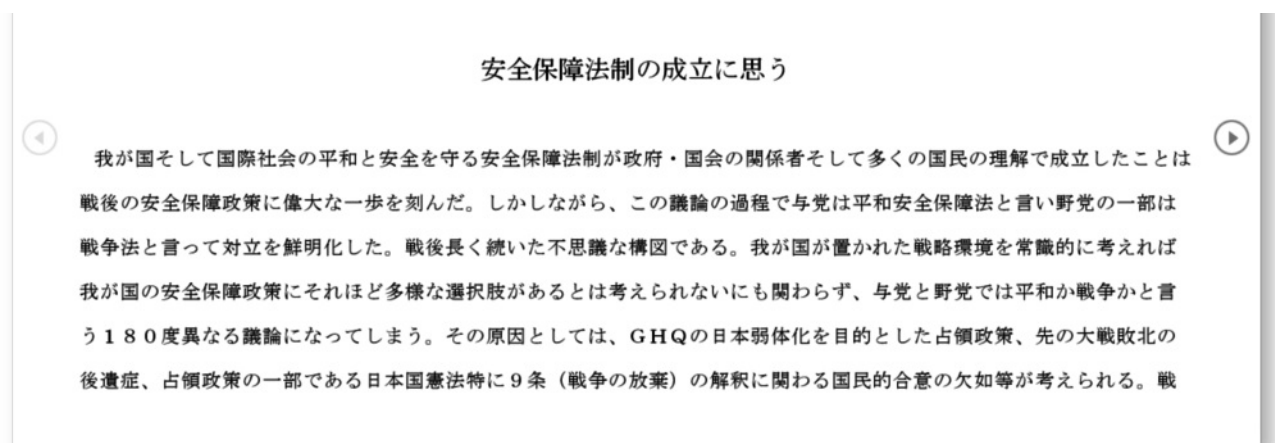 安全保障法制の成立に思う
我が国そして国際社会の平和と安全を守る安全保障法制が政府・国会の関係者そして多くの国民の理解で成立したことは
戦後の安全保障政策に偉大な一歩を刻んだ。しかしながら、この議論の過程で与党は平和安全保障法と言い野党の一部は
戦争法と言って対立を鮮明化した。戦後長く続いた不思議な構図である。我が国が置かれた戦略環境を常識的に考えれば
我が国の安全保障政策にそれほど多様な選択肢があるとは考えられないにも関わらず、与党と野党では平和か戦争かと言
う１８０度異なる議論になってしまう。その原因としては、ＧＨＱの日本弱体化を目的とした占領政策、先の大戦敗北の
後遺症、占領政策の一部である日本国憲法特に９条（戦争の放棄）の解釈に関わる国民的合意の欠如等が考えられる。戦